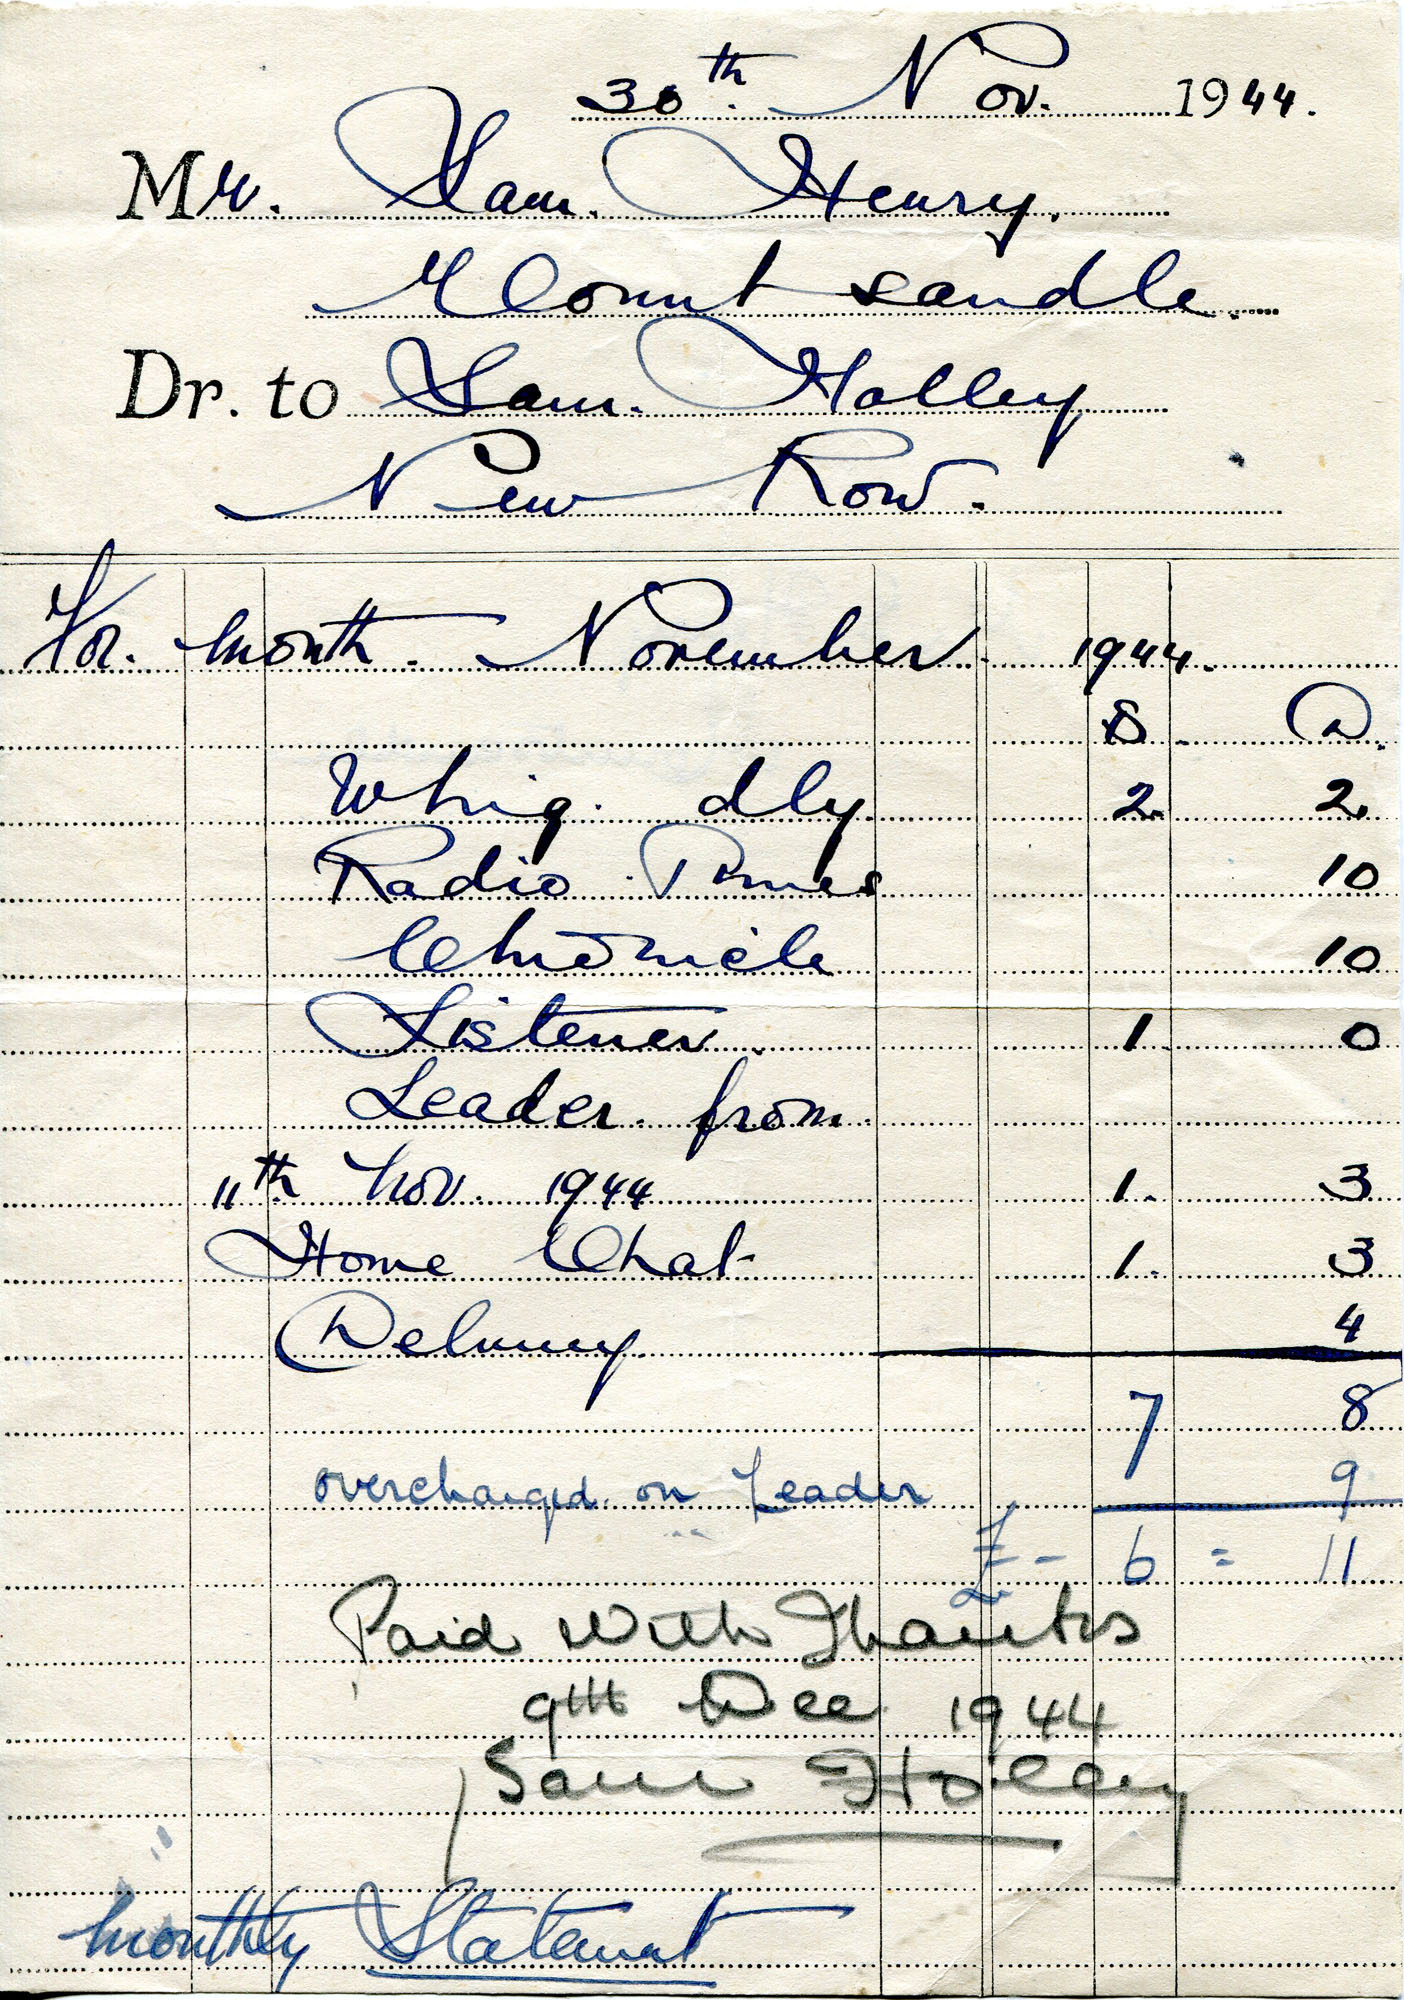 30th. Nov. 1944.
Mr. Sam. Henry.
Mount sandle.
Dr. to Sam. Holley
New Row.
For. month. November. 1944.
S. D.
Whig. dly. 2. 2.
Radio Times 10
Chronicle 10
Listener. 1. 0
Leader. from.
11th Nov. 1944 1. 3
Home Chat 1. 3
Delivery. 4
7 8
overcharged. on Leader 9
£ - 6 = 11
Paid With Thanks
9th Dec 1944
Sam Holley
Monthly Statement